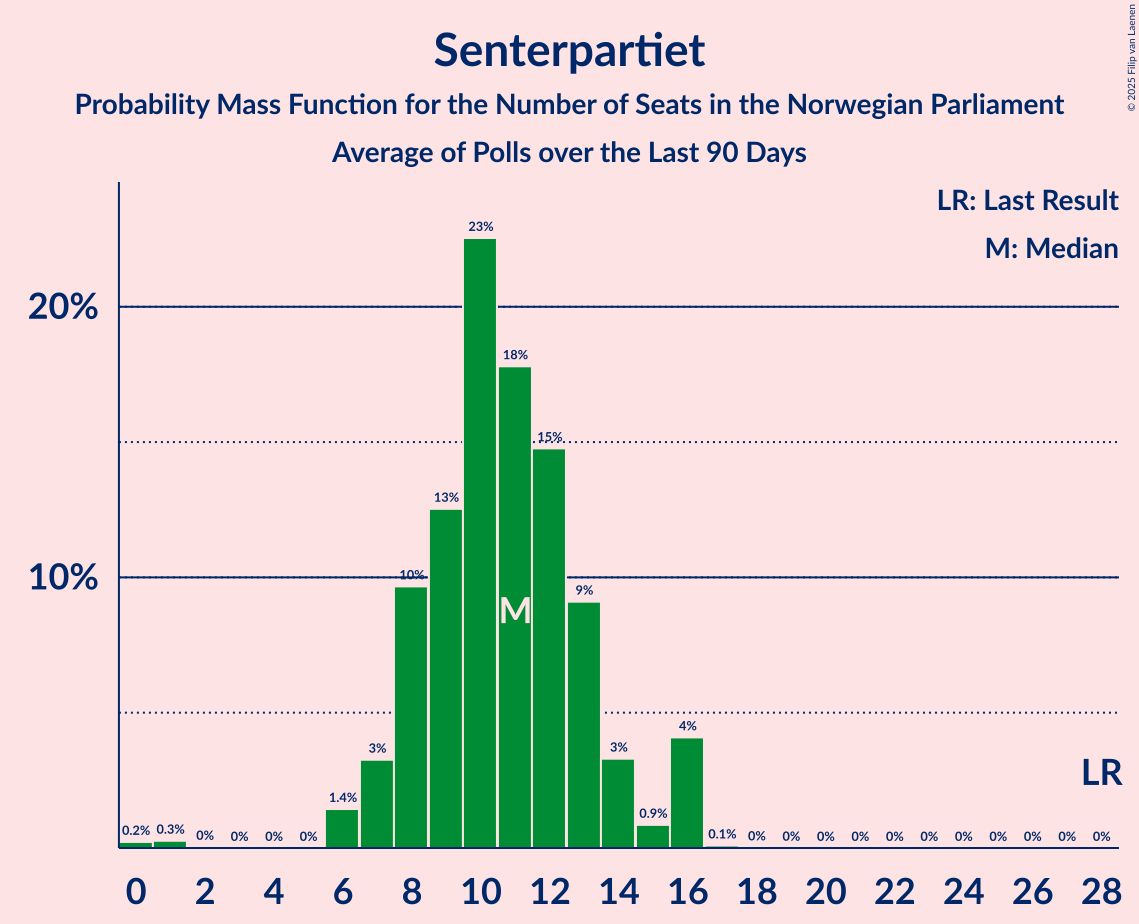 Senterpartiet
Probability Mass Function for the Number of Seats in the Norwegian Parliament
Average of Polls over the Last 90 Days
© 2025 Filip van Laenen
LR: Last Result
M: Median
23%
20%
18%
15%
13%
10%
10%
9%
M
4%
3%
3%
LR
1.4%
0.9%
0.2% 0.3% 0% 0% 0% 0% 0.1% 0% 0% 0% 0% 0% 0% 0% 0% 0% 0% 0%
0 2 4 6 8 10 12 14 16 18 20 22 24 26 28